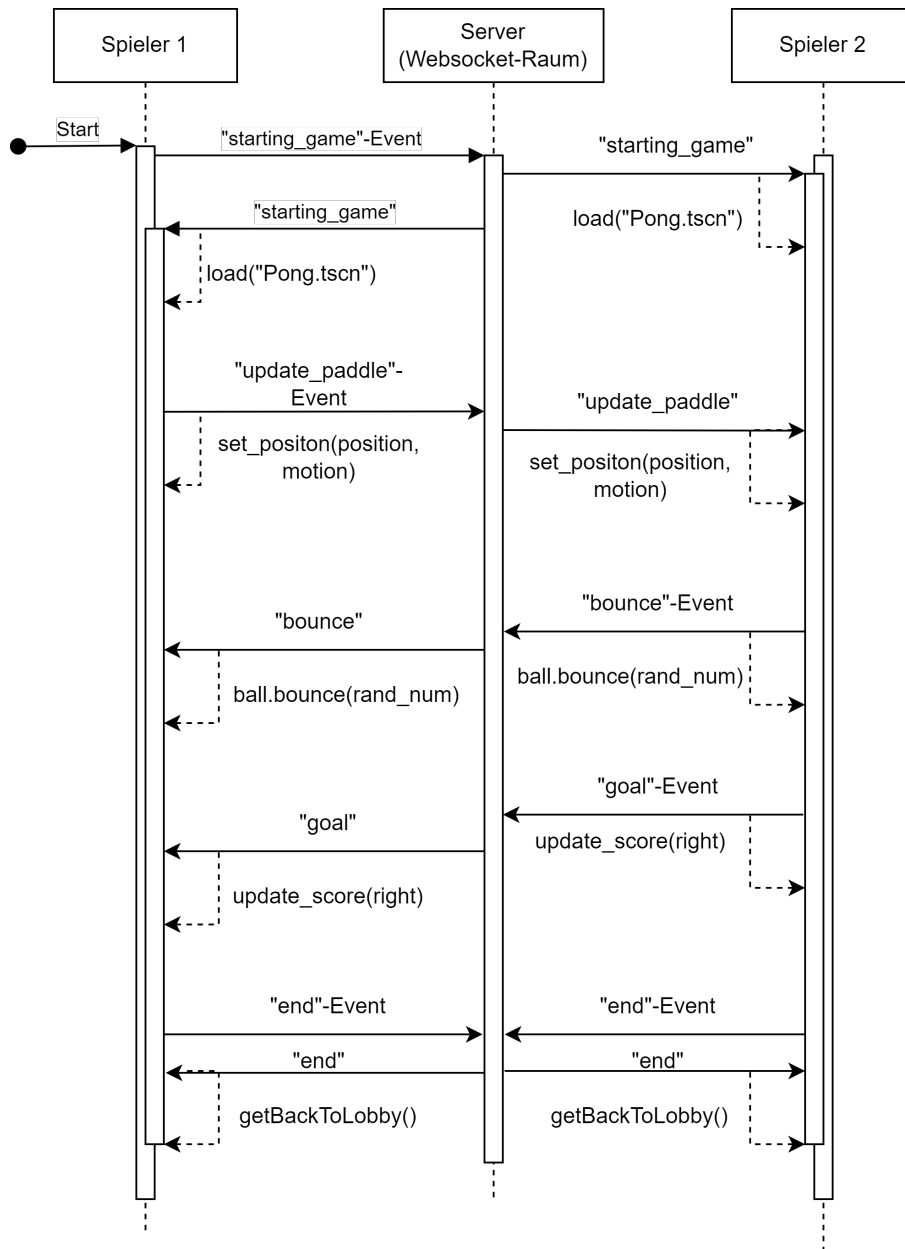 Spieler 1
Server
(Websocket-Raum)
Spieler 2
Start
"starting_game"-Event
"starting_game"
"starting_game"
load("Pong.tscn")
load("Pong.tscn")
"update_paddle"-
Event
"update_paddle"
set_positon(position,
motion)
set_positon(position,
motion)
"bounce"-Event
"bounce"
ball.bounce(rand_num)
ball.bounce(rand_num)
"goal"-Event
"goal"
update_score(right)
update_score(right)
"end"-Event
"end"-Event
"end"
"end"
getBackToLobby()
getBackToLobby()